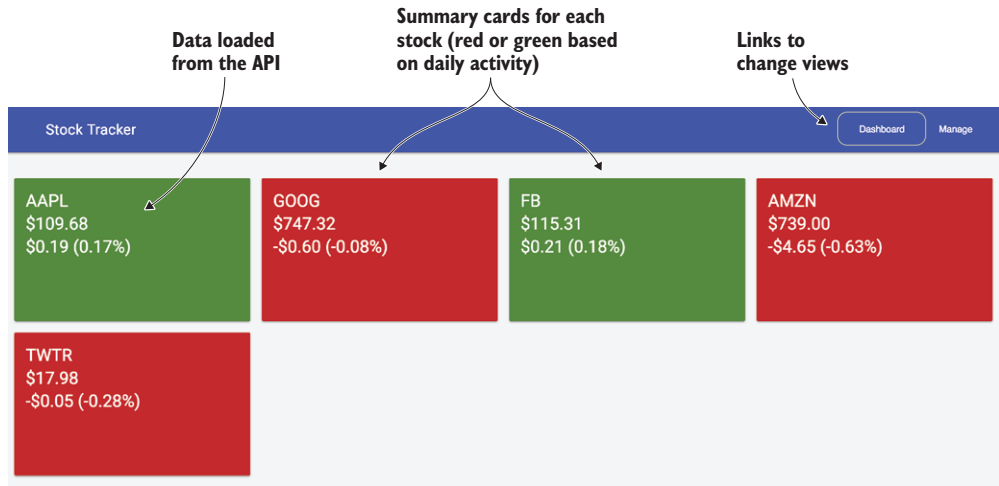 Data loaded
from the API
Summary cards for each
stock (red or green based
on daily activity)
Links to
change views
Stock Tracker
Dashboard
Manage
AAPL
$109.68
$0.19 (0.17%)
GOOG
$747.32
-$0.60 (-0.08%)
FB
$115.31
$0.21 (0.18%)
AMZN
$739.00
-$4.65 (-0.63%)
TWTR
$17.98
-$0.05 (-0.28%)